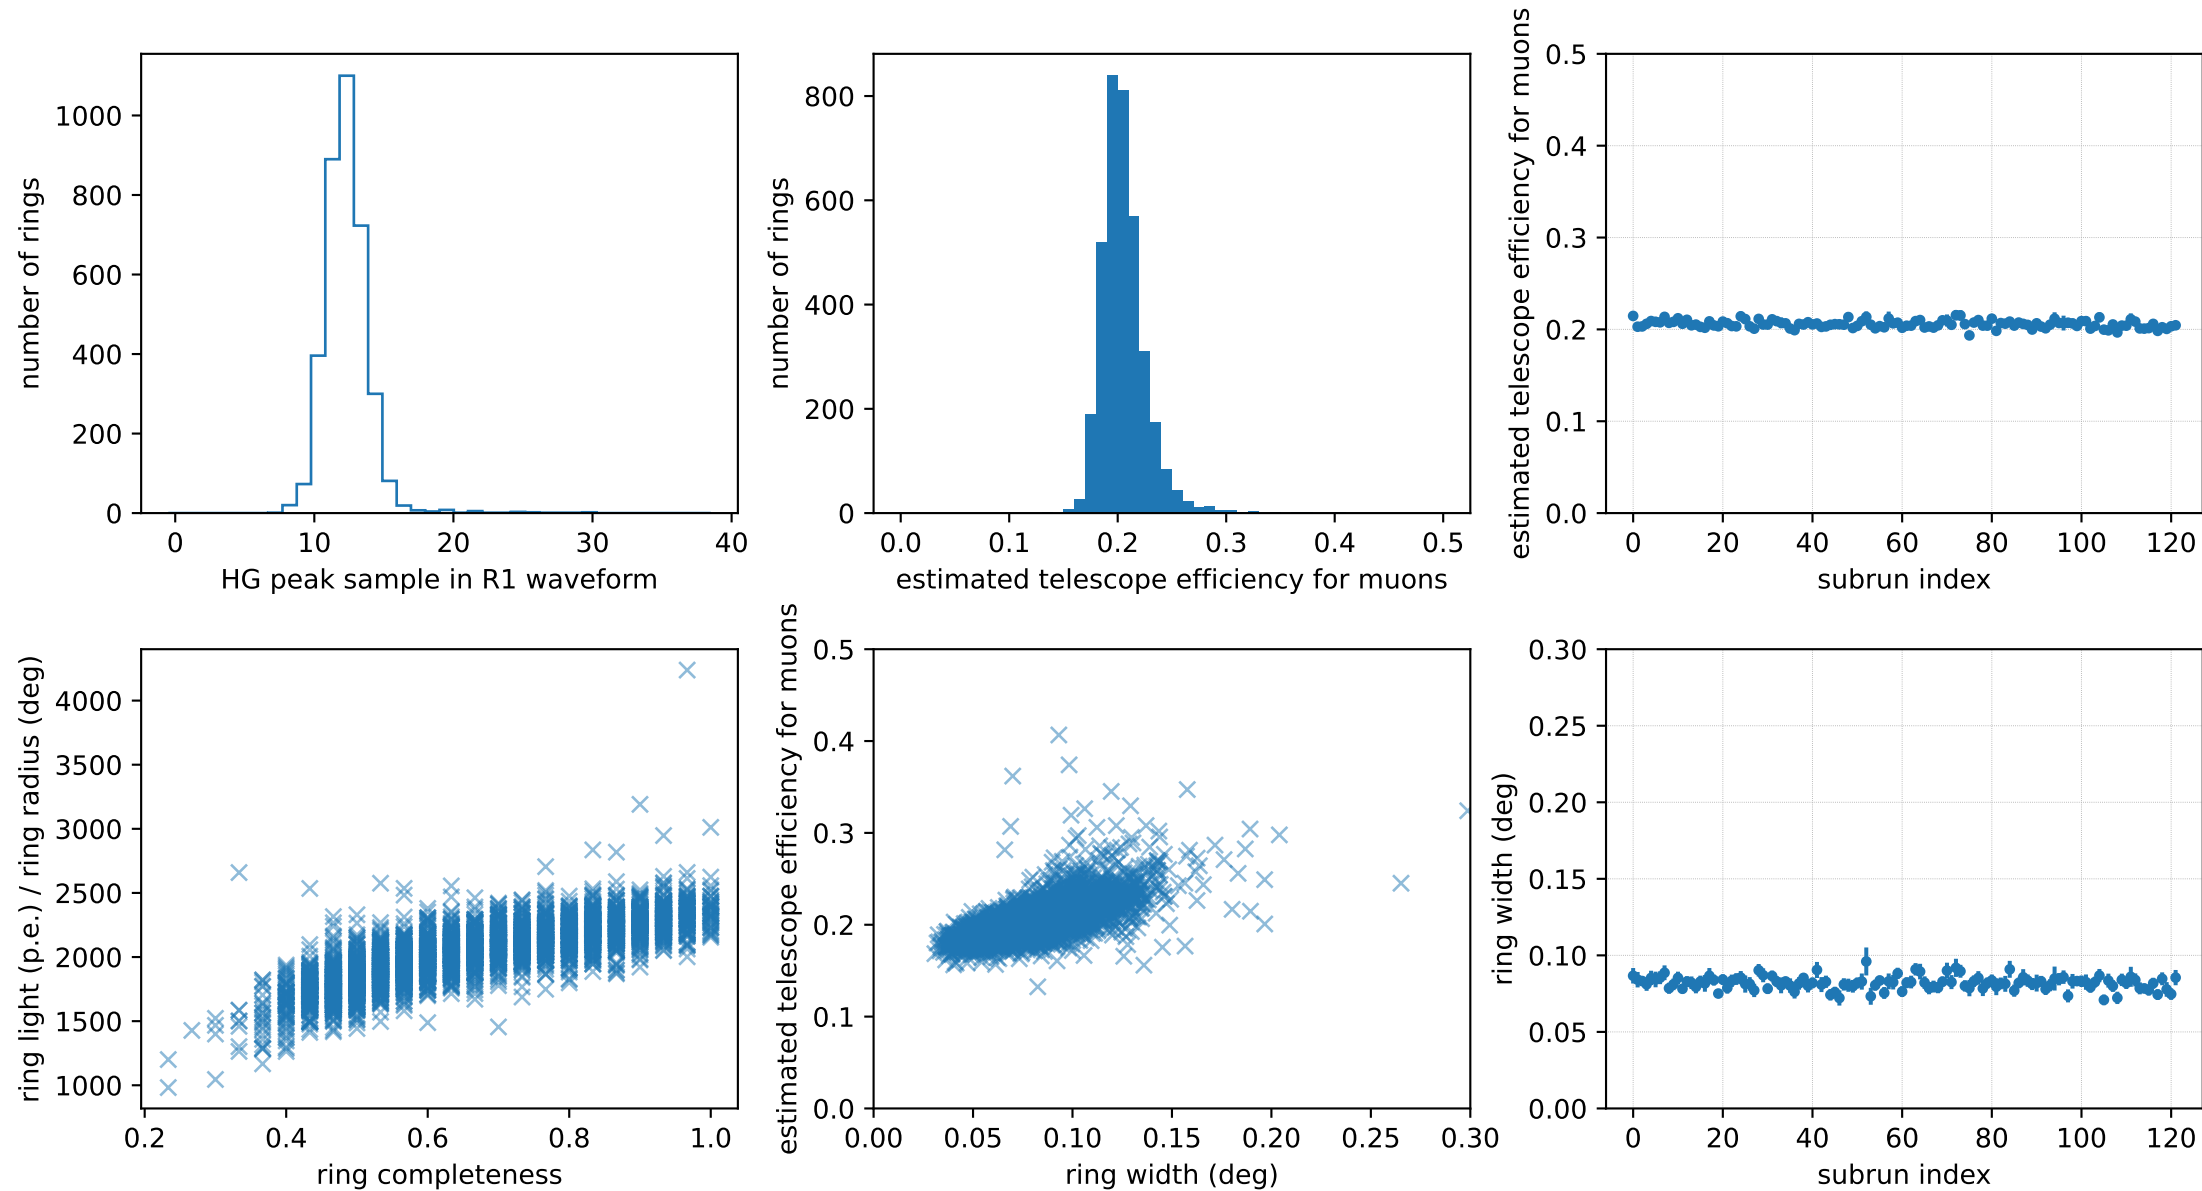 number of rings
1000
800
600
400
200
0
0 10 20 30 40
HG peak sample in R1 waveform
number of rings
800
600
400
200
0
0.0 0.1 0.2 0.3 0.4 0.5
estimated telescope efficiency for muons
estimated telescope efficiency for muons
0.5
0.4
0.3
0.2
0.1
0.0
0 20 40 60 80 100 120
subrun index
ring light (p.e.) / ring radius (deg)
4000
3500
3000
2500
2000
1500
1000
0.2 0.4 0.6 0.8 1.0
ring completeness
estimated telescope efficiency for muons
0.5
0.4
0.3
0.2
0.1
0.0
0.00 0.05 0.10 0.15 0.20 0.25 0.30
ring width (deg)
ring width (deg)
0.30
0.25
0.20
0.15
0.10
0.05
0.00
0 20 40 60 80 100 120
subrun index